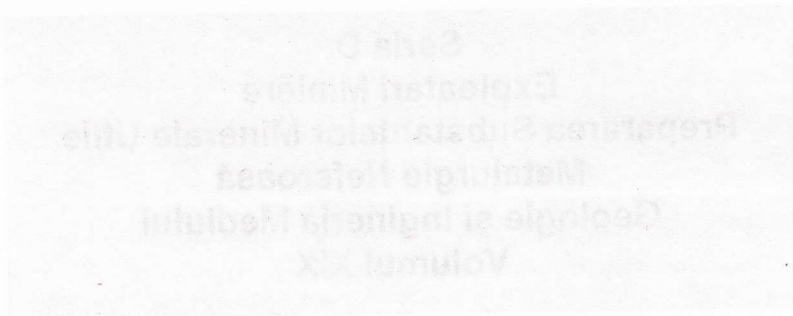 Seria D
Exploatari Miniere
Prepararea Substantelor Minerale Utile
Metalurgie Neferoasă
Geologie si Ingineria Mediului
Volumul XIX